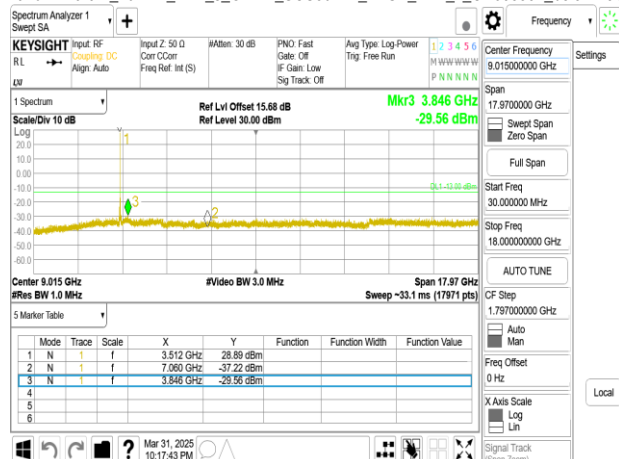 Spectrum Analyzer 1
Swept SA
Frequency
KEYSIGHT
R L
LXI
Input: RF
Coupling: DC
Align: Auto
Input Z: 50 Ω
Corr CCorr
Freq Ref: Int (S)
#Atten: 30 dB
PNO: Fast
Gate: Off
IF Gain: Low
Sig Track: Off
Avg Type: Log-Power
Trig: Free Run
1 2 3 4 5 6
M W W W W W
P N N N N N
1 Spectrum
Scale/Div 10 dB
Ref Lvl Offset 15.68 dB
Ref Level 30.00 dBm
Mkr3 3.846 GHz
-29.56 dBm
Log
20.0
10.0
0.00
-10.0
-20.0
-30.0
-40.0
-50.0
-60.0
1
3
2
DL1 -13.00 dBm
Center 9.015 GHz
#Res BW 1.0 MHz
#Video BW 3.0 MHz
Span 17.97 GHz
Sweep ~33.1 ms (17971 pts)
5 Marker Table
Mode Trace Scale X Y Function Function Width Function Value
1 N 1 f 3.512 GHz 28.89 dBm
2 N 1 f 7.060 GHz -37.22 dBm
3 N 1 f 3.846 GHz -29.56 dBm
4
5
6
?
Mar 31, 2025
10:17:43 PM
Center Frequency
9.015000000 GHz
Settings
Span
17.9700000 GHz
Swept Span
Zero Span
Full Span
Start Freq
30.000000 MHz
Stop Freq
18.000000000 GHz
AUTO TUNE
CF Step
1.797000000 GHz
Auto
Man
Freq Offset
0 Hz
X Axis Scale
Log
Lin
Local
Signal Track
(Span Zoom)